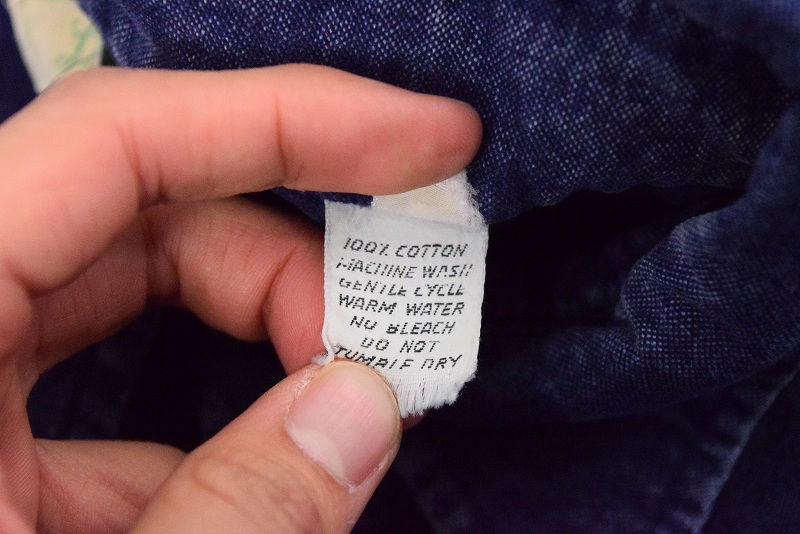 100% COTTON
MACHINE WASH
GENTLE CYCLE
WARM WATER
NO BLEACH
DO NOT
TUMBLE DRY